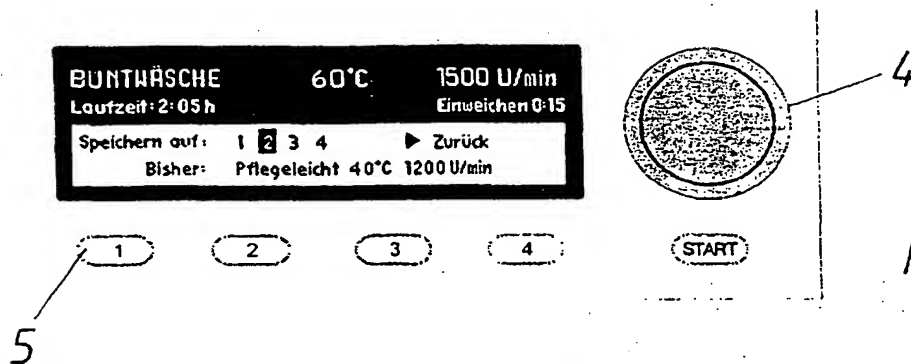 BUNTWÄSCHE 60°C 1500 U/min
Laufzeit: 2:05 h Einweichen 0:15
Speichern auf: 1 2 3 4 ▶ Zurück
Bisher: Pflegeleicht 40°C 1200 U/min
1 2 3 4 START
4
5